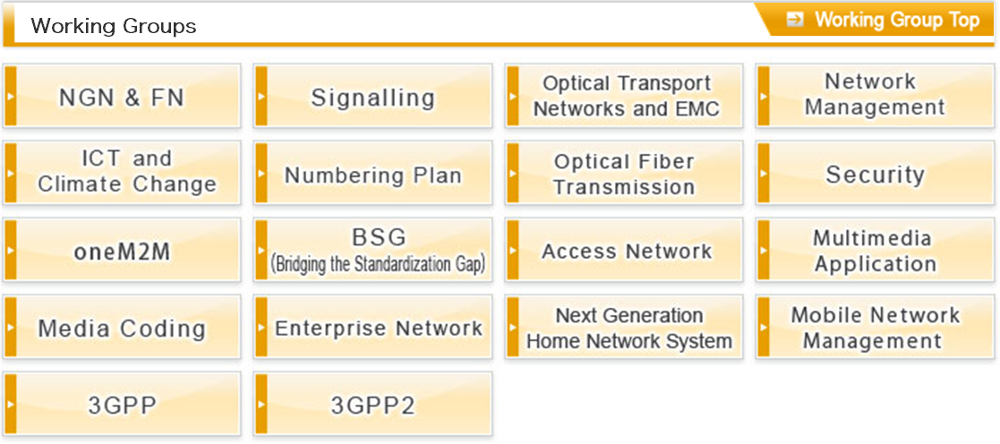 Working Groups
Working Group Top
NGN & FN
Signalling
Optical Transport
Networks and EMC
Network
Management
ICT and
Climate Change
Numbering Plan
Optical Fiber
Transmission
Security
oneM2M
BSG
(Bridging the Standardization Gap)
Access Network
Multimedia
Application
Media Coding
Enterprise Network
Next Generation
Home Network System
Mobile Network
Management
3GPP
3GPP2